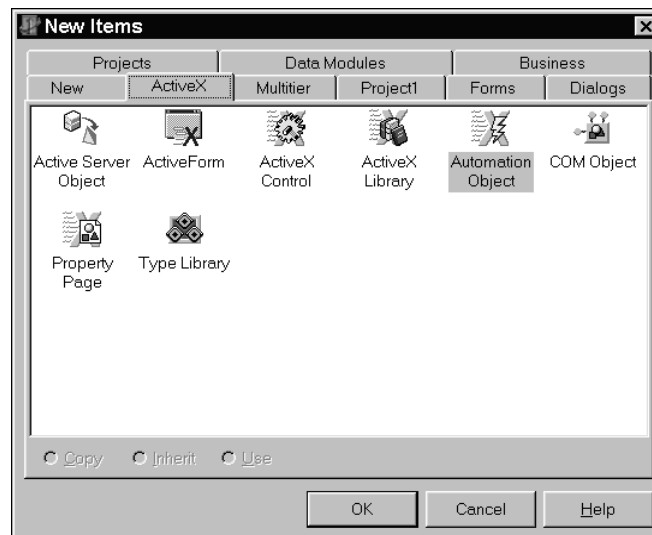 New Items
Projects Data Modules Business
New ActiveX Multitier Project1 Forms Dialogs
Active Server Object ActiveForm ActiveX Control ActiveX Library Automation Object COM Object
Property Page Type Library
Copy Inherit Use
OK Cancel Help